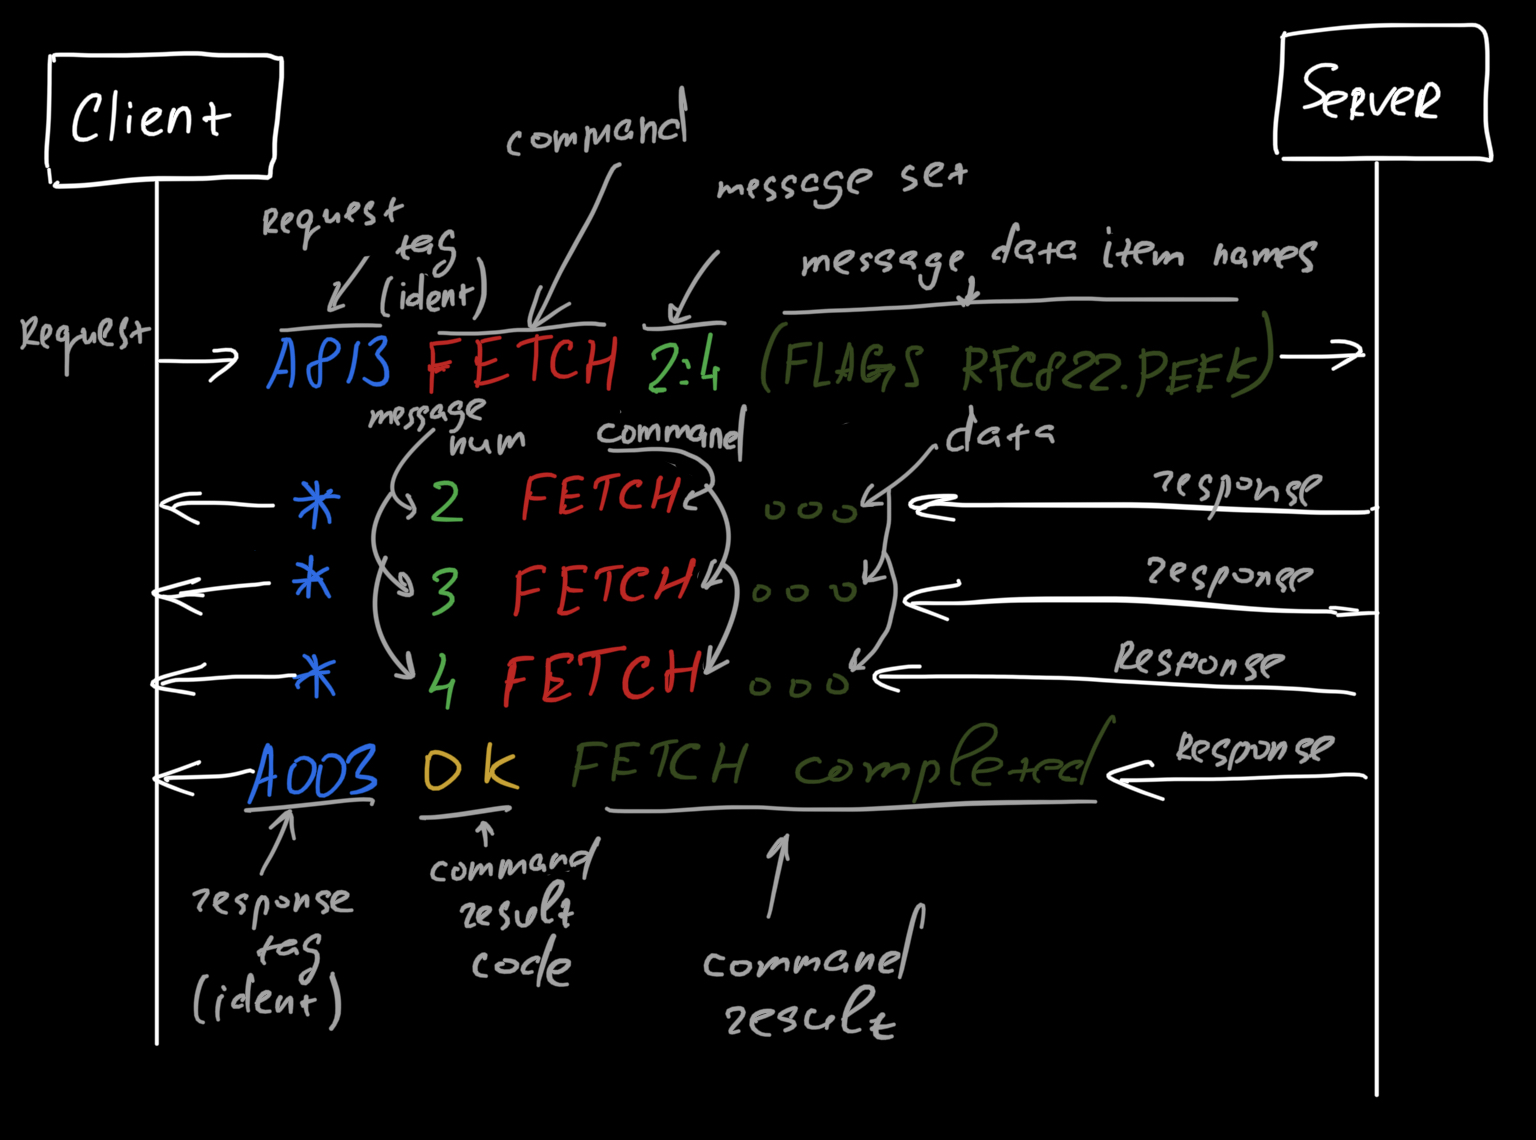 Client
SERVER
command
message set
Request
tag
(ident)
message data item names
Request
A813 FETCH 2:4 (FLAGS RFC822.PEEK)
message
num
command
data
* 2 FETCH ooo
response
* 3 FETCH ooo
response
* 4 FETCH ooo
Response
A003 OK FETCH completed
Response
response
tag
(ident)
command
result
code
command
result